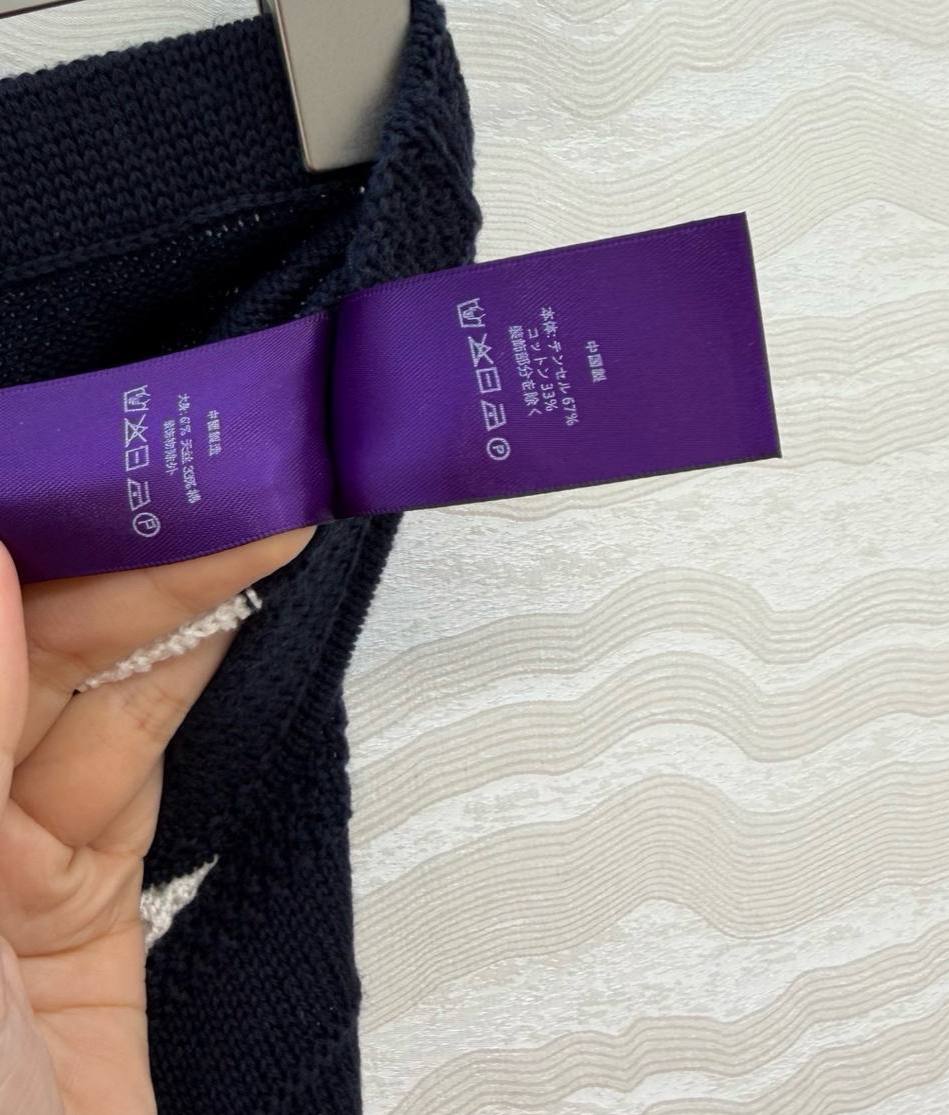 中國製造
大身: 67% 天絲 33% 棉
裝飾物除外
P
中国製
本体: テンセル 67%
コットン 33%
装飾部分を除く
P